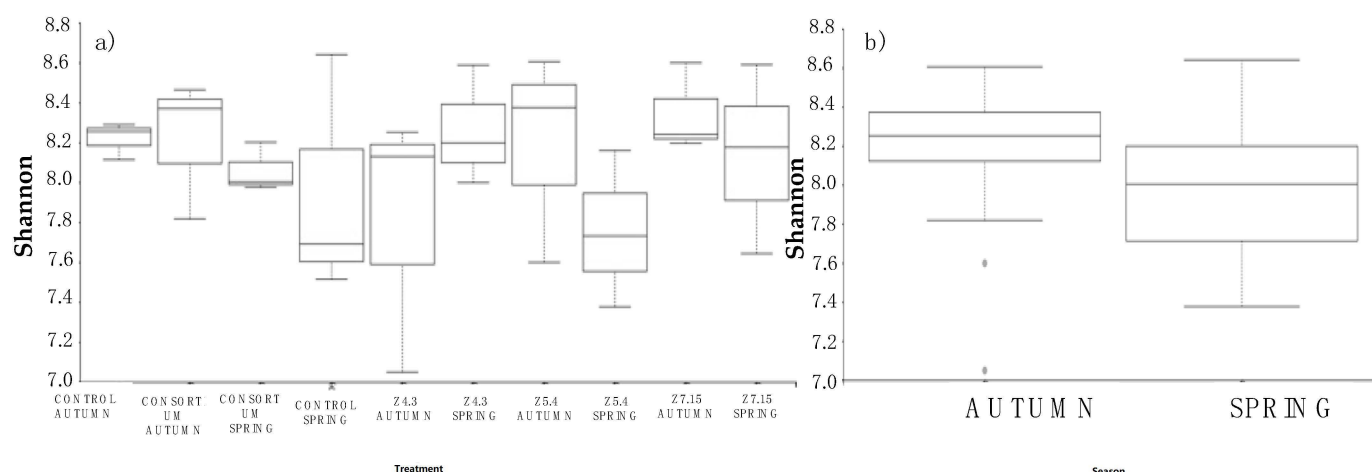 a)
Shannon
8.8
8.6
8.4
8.2
8.0
7.8
7.6
7.4
7.2
7.0
CONTROL
AUTUMN
CONSORT
UM
AUTUMN
CONSORT
UM
SPRING
CONTROL
SPRING
Z4.3
AUTUMN
Z4.3
SPRING
Z5.4
AUTUMN
Z5.4
SPRING
Z7.15
AUTUMN
Z7.15
SPRING
Treatment
b)
Shannon
8.8
8.6
8.4
8.2
8.0
7.8
7.6
7.4
7.2
7.0
AUTUMN
SPRING
Season